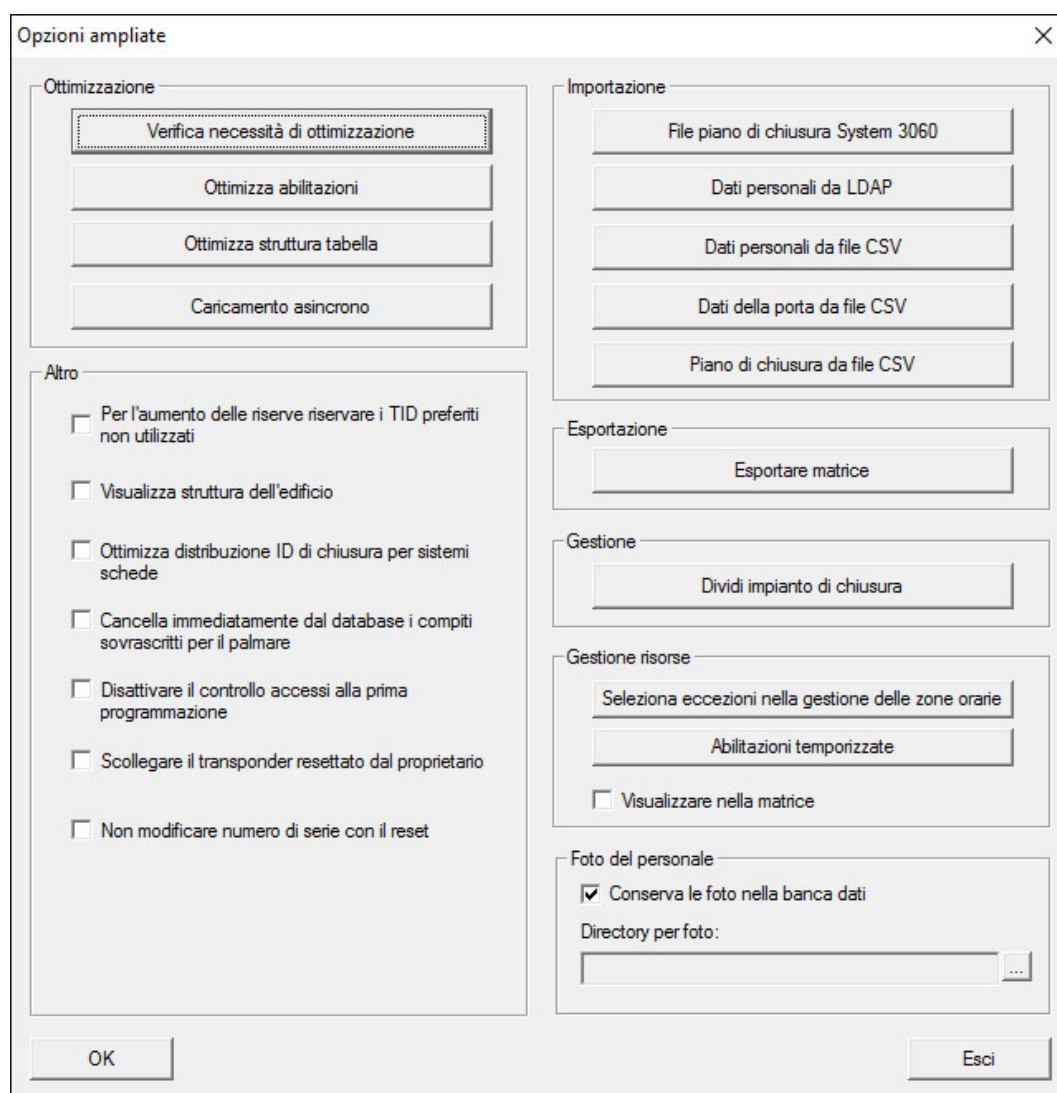 Opzioni ampliate
Ottimizzazione
Verifica necessità di ottimizzazione
Ottimizza abilitazioni
Ottimizza struttura tabella
Caricamento asincrono
Altro
Per l'aumento delle riserve riservare i TID preferiti
non utilizzati
Visualizza struttura dell'edificio
Ottimizza distribuzione ID di chiusura per sistemi
schede
Cancella immediatamente dal database i compiti
sovrascritti per il palmare
Disattivare il controllo accessi alla prima
programmazione
Scollegare il transponder resettato dal proprietario
Non modificare numero di serie con il reset
Importazione
File piano di chiusura System 3060
Dati personali da LDAP
Dati personali da file CSV
Dati della porta da file CSV
Piano di chiusura da file CSV
Esportazione
Esportare matrice
Gestione
Dividi impianto di chiusura
Gestione risorse
Seleziona eccezioni nella gestione delle zone orarie
Abilitazioni temporizzate
Visualizzare nella matrice
Foto del personale
Conserva le foto nella banca dati
Directory per foto:
...
OK
Esci